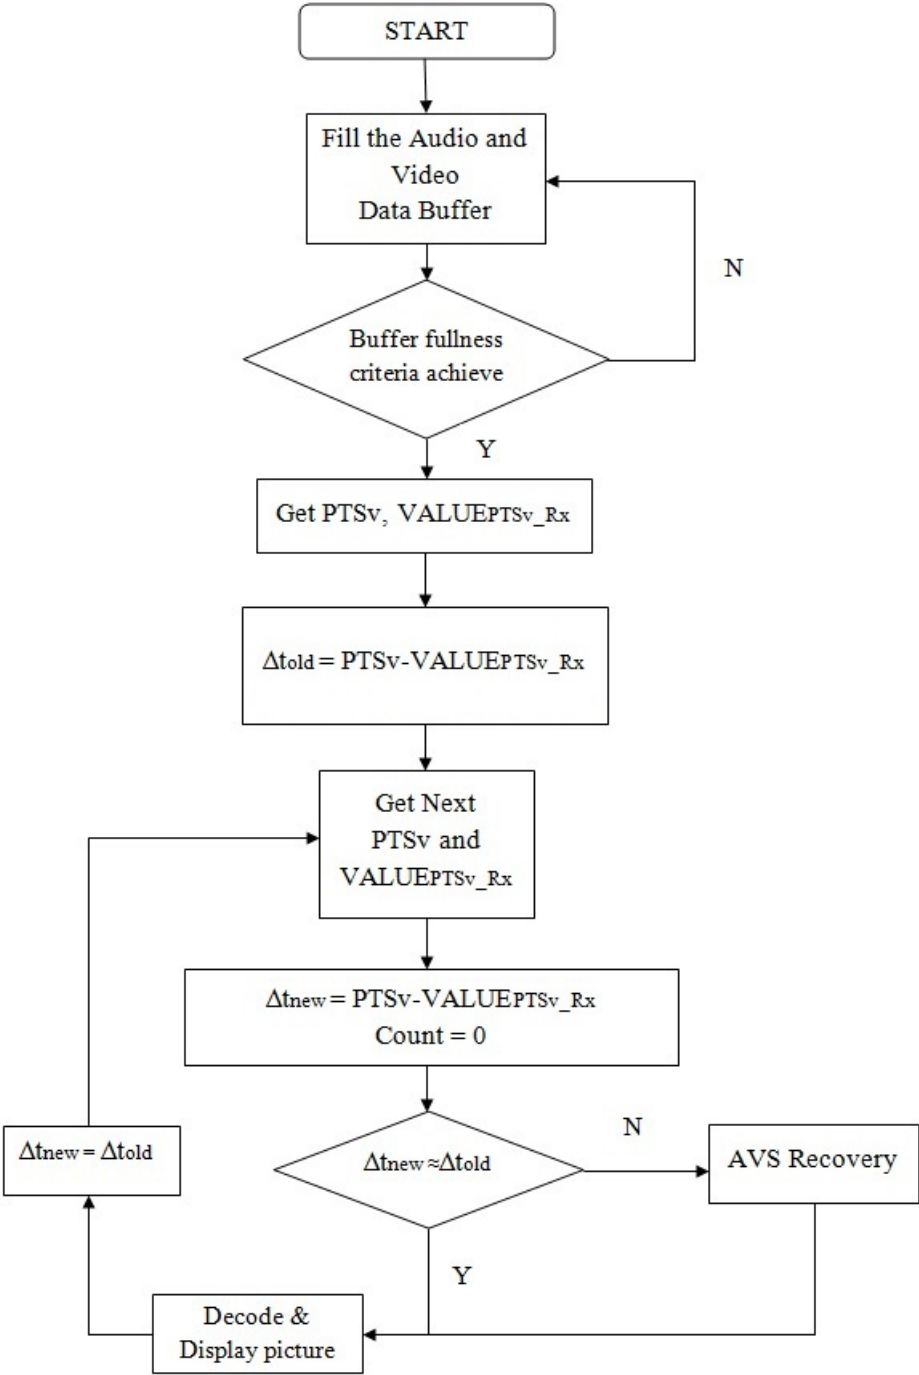 START
Fill the Audio and
Video
Data Buffer
N
Buffer fullness
criteria achieve
Y
Get PTSv, VALUEPTSv_Rx
Δtold = PTSv-VALUEPTSv_Rx
Get Next
PTSv and
VALUEPTSv_Rx
Δtnew = PTSv-VALUEPTSv_Rx
Count = 0
Δtnew = Δtold
Δtnew ≈Δtold
N
AVS Recovery
Y
Decode &
Display picture